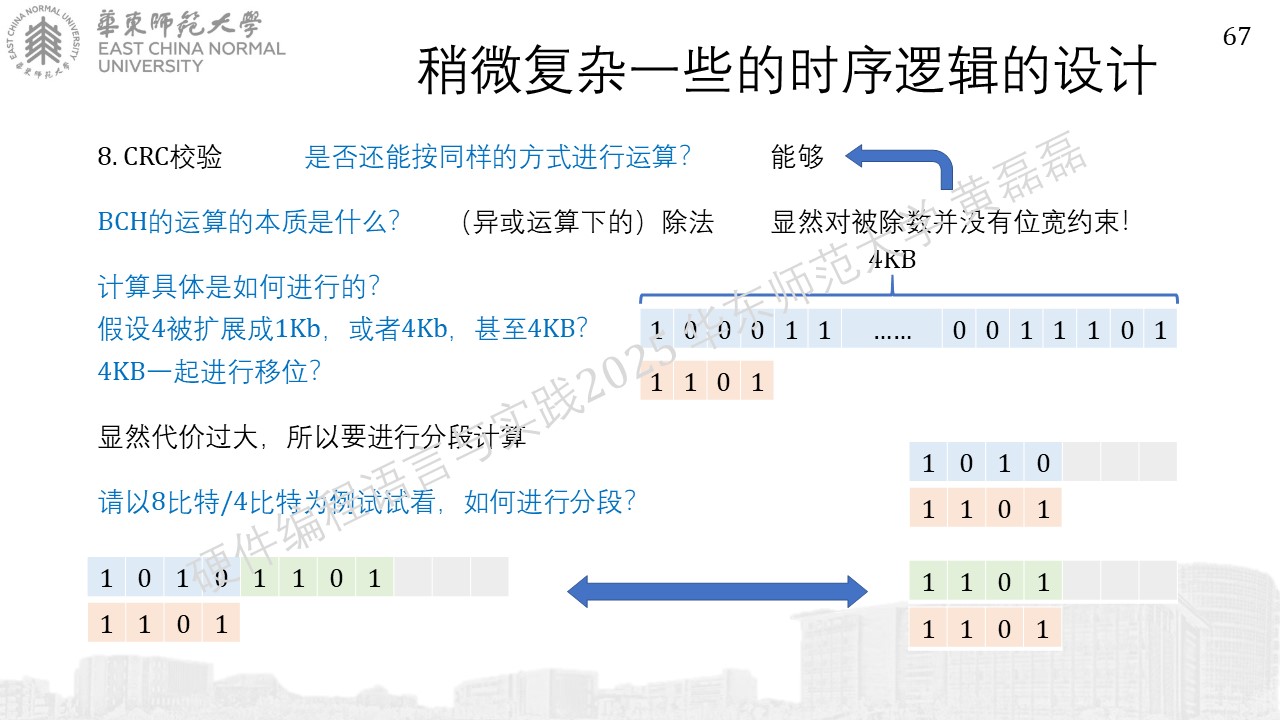 華東師範大學
EAST CHINA NORMAL
UNIVERSITY
EAST CHINA NORMAL UNIVERSITY
華東師範大學
67
稍微复杂一些的时序逻辑的设计
8. CRC校验 是否还能按同样的方式进行运算? 能够
BCH的运算的本质是什么? （异或运算下的）除法 显然对被除数并没有位宽约束!
4KB
计算具体是如何进行的?
假设4被扩展成1Kb，或者4Kb，甚至4KB?
1 0 0 0 1 1 …… 0 0 1 1 1 0 1
4KB一起进行移位?
1 1 0 1
显然代价过大，所以要进行分段计算
1 0 1 0
请以8比特/4比特为例试试看，如何进行分段?
1 1 0 1
1 0 1 0 1 1 0 1
1 1 0 1
1 1 0 1
1 1 0 1
硬件编程语言与实践2025 华东师范大学 黄磊磊